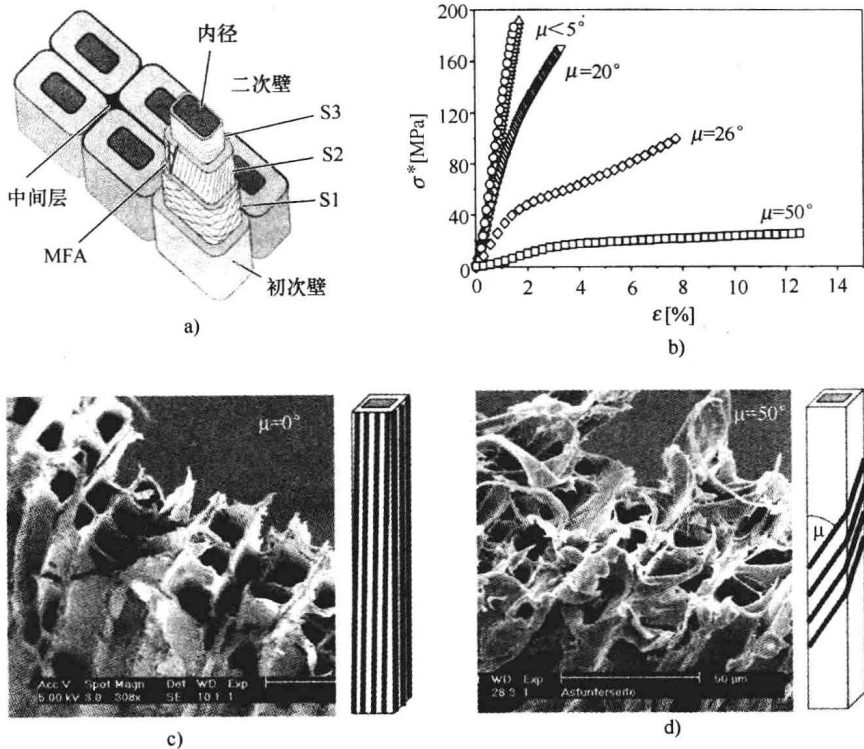 内径
二次壁
S3
S2
S1
中间层
MFA
初次壁
a)
200
160
120
80
40
0
σ* [MPa]
μ<5°
μ=20°
μ=26°
μ=50°
0 2 4 6 8 10 12
ε[%]
b)
μ=0°
Acc.V Spot Magn Det WD Exp
5.00 kV 3.0 308x SE 10.1 1
c)
μ=50°
WD Exp 50 μm
28.3 1 Astunterseite
μ
d)